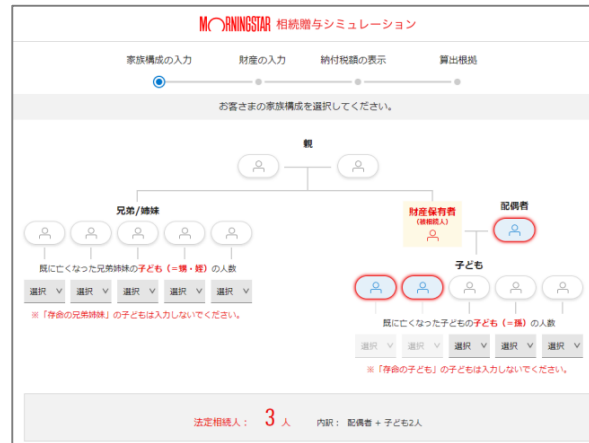 MORNINGSTAR 相続贈与シミュレーション
家族構成の入力 財産の入力 納付税額の表示 算出根拠
お客さまの家族構成を選択してください。
親
兄弟/姉妹
財産保有者
(被相続人)
配偶者
既に亡くなった兄弟姉妹の子ども（=甥・姪）の人数
選択 選択 選択 選択 選択
※「存命の兄弟姉妹」の子どもは入力しないでください。
子ども
既に亡くなった子どもの子ども（=孫）の人数
選択 選択 選択 選択 選択
※「存命の子ども」の子どもは入力しないでください。
法定相続人： 3 人 内訳： 配偶者 + 子ども2人